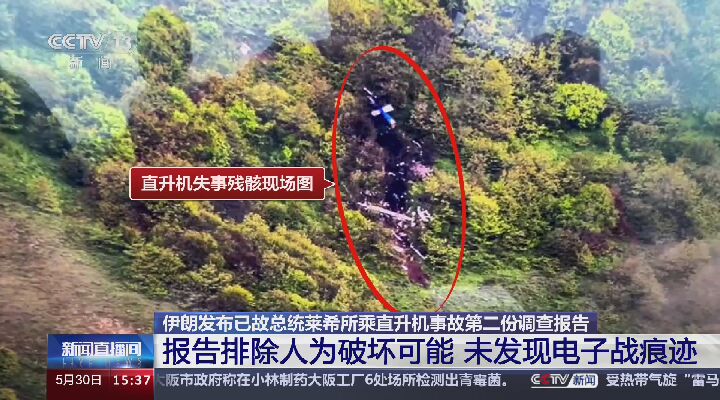 CCTV 13
新闻
直升机失事残骸现场图
伊朗发布已故总统莱希所乘直升机事故第二份调查报告
新闻直播间
报告排除人为破坏可能 未发现电子战痕迹
5月30日 15:37
大阪市政府称在小林制药大阪工厂6处场所检测出青霉菌。 CCTV 新闻 受热带气旋“雷马